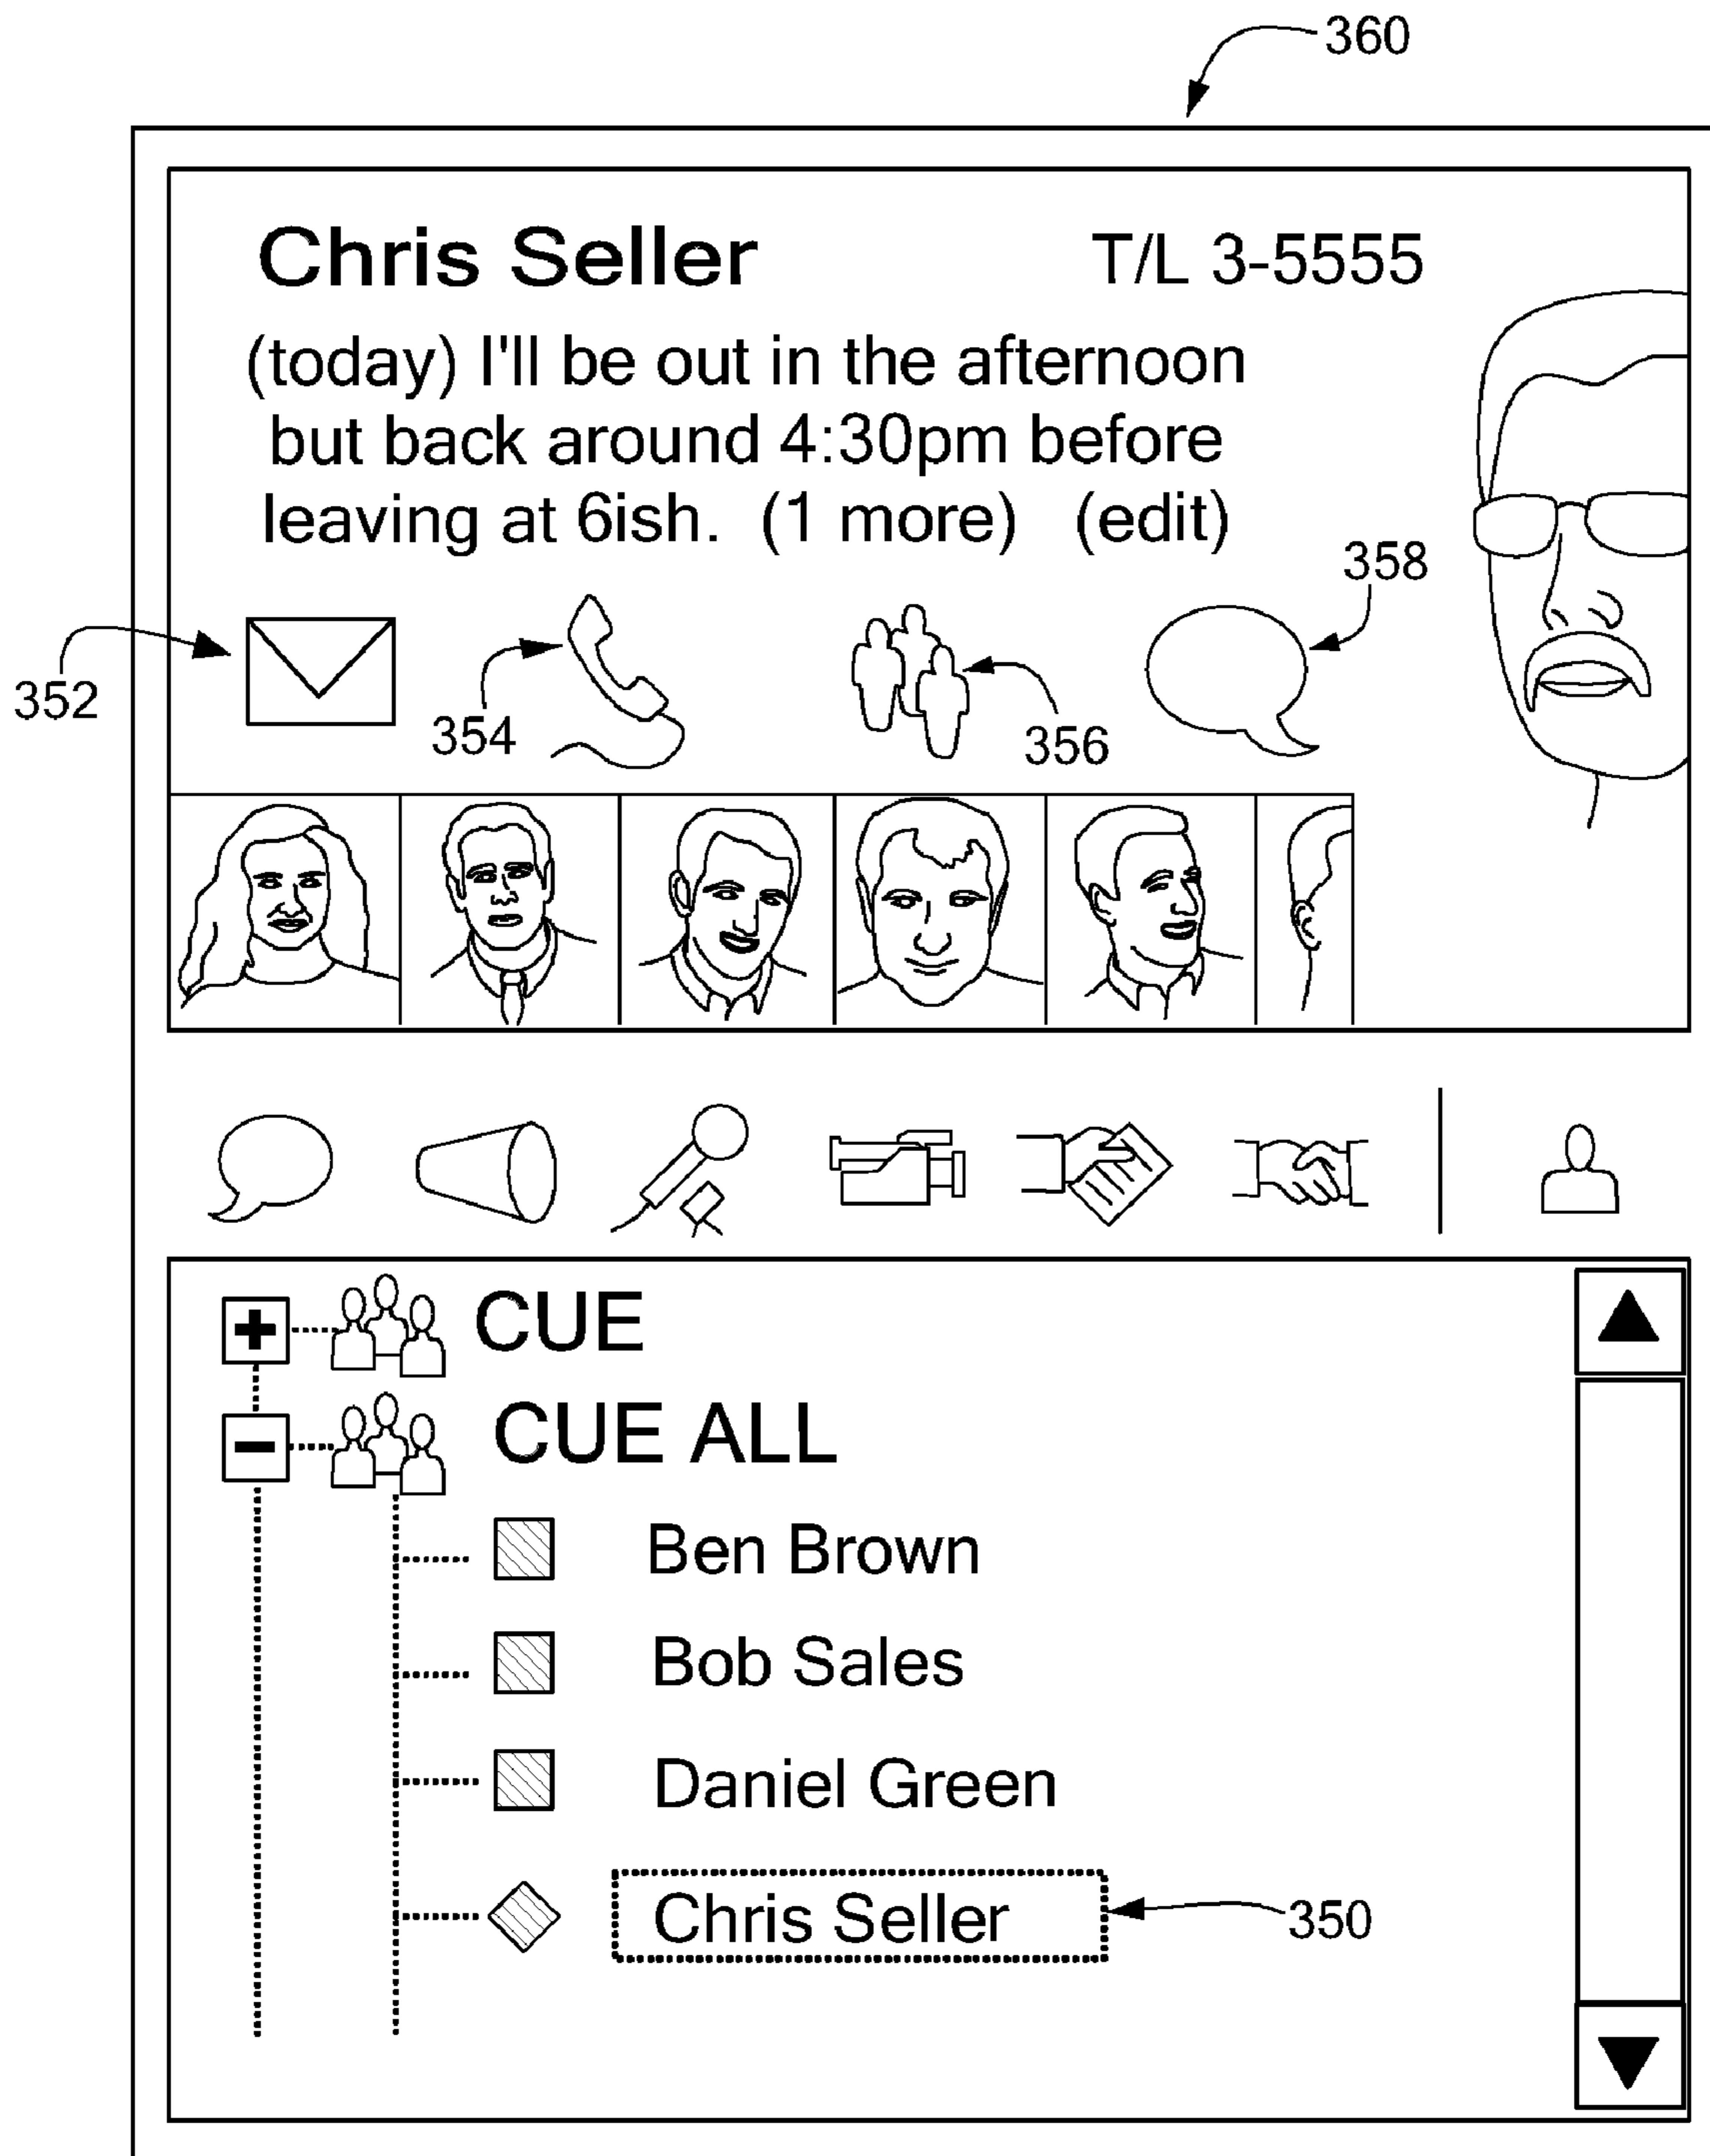 360
Chris Seller T/L 3-5555
(today) I'll be out in the afternoon
but back around 4:30pm before
leaving at 6ish. (1 more) (edit)
358
352
354
356
CUE
CUE ALL
Ben Brown
Bob Sales
Daniel Green
Chris Seller
350